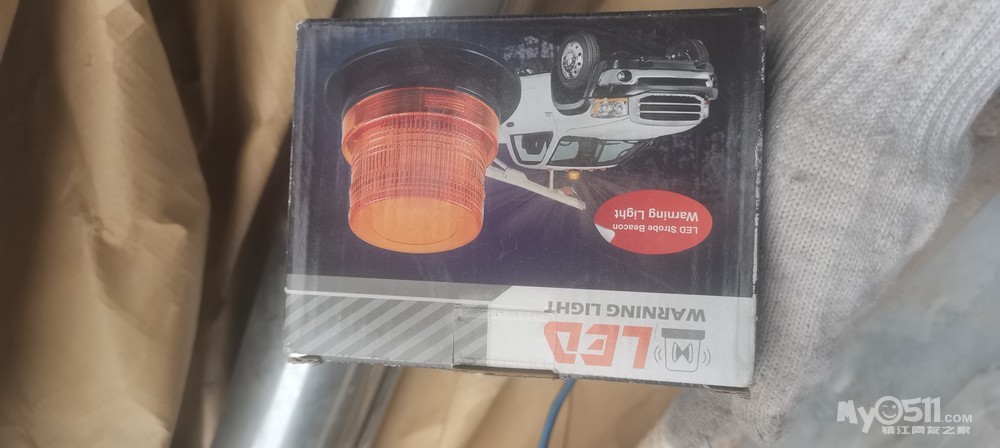 LED
WARNING LIGHT
LED Strobe Beacon
Warning Light
My0511.COM
镇江网友之家